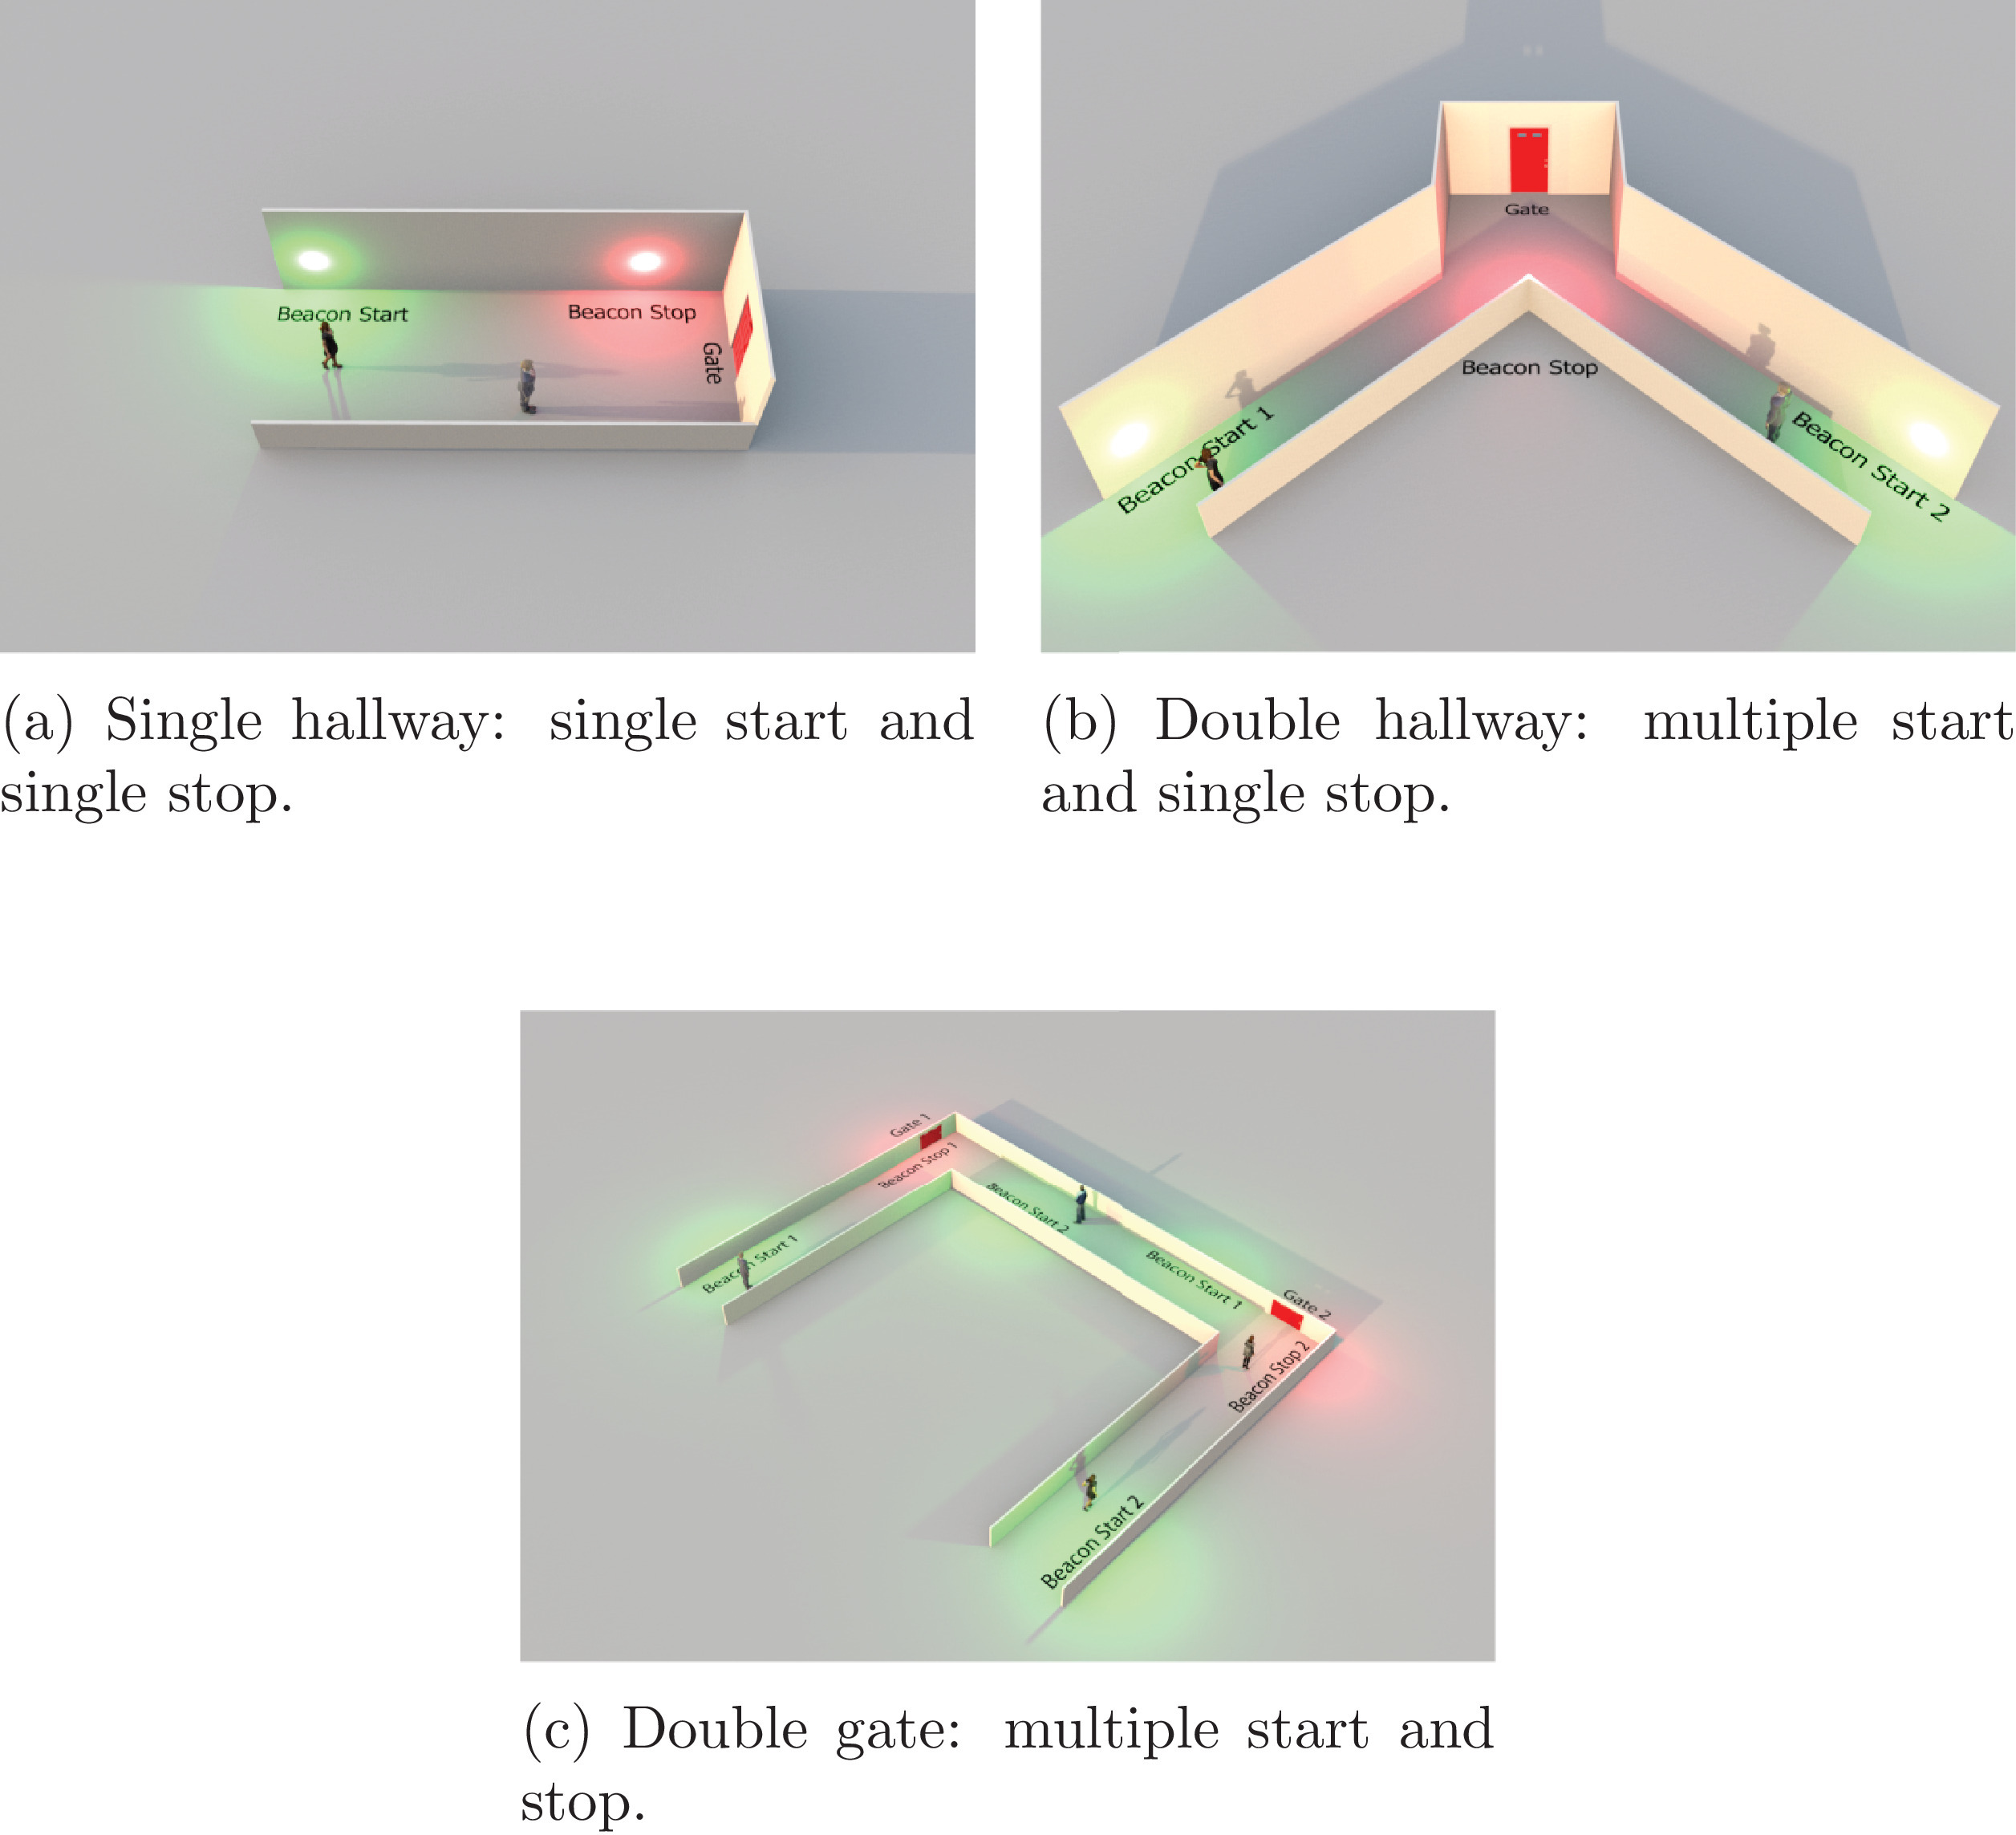 Beacon Start
Beacon Stop
Gate
Gate
Beacon Stop
Beacon Start 1
Beacon Start 2
(a) Single hallway: single start and
single stop.
(b) Double hallway: multiple start
and single stop.
Gate 1
Beacon Stop 1
Beacon Start 2
Beacon Start 1
Beacon Start 1
Gate 2
Beacon Stop 2
Beacon Start 2
(c) Double gate: multiple start and
stop.